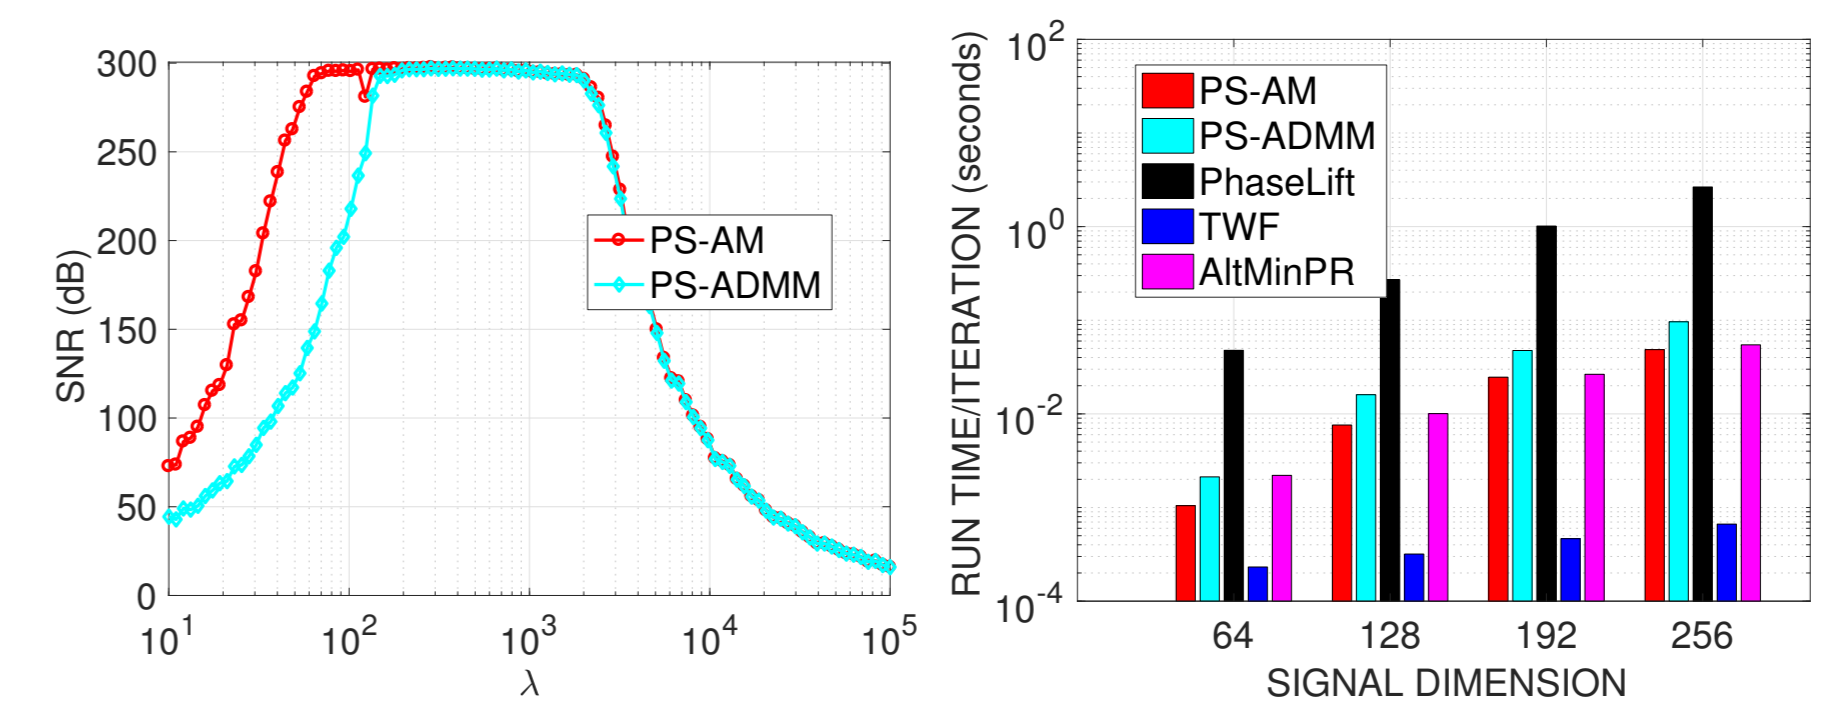 300
250
200
150
100
50
0
SNR (dB)
10^1 10^2 10^3 10^4 10^5
λ
PS-AM
PS-ADMM
10^2
10^0
10^-2
10^-4
RUN TIME/ITERATION (seconds)
PS-AM
PS-ADMM
PhaseLift
TWF
AltMinPR
64 128 192 256
SIGNAL DIMENSION